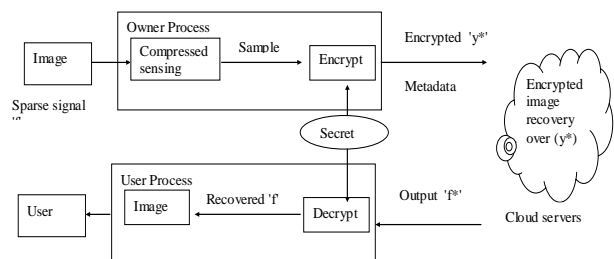 Owner Process
Image
Compressed
sensing
Sample
Encrypt
Encrypted 'y*'
Metadata
Sparse signal
Secret
Encrypted
image
recovery
over (y*)
Cloud servers
User Process
User
Image
Recovered 'f'
Decrypt
Output 'f*'